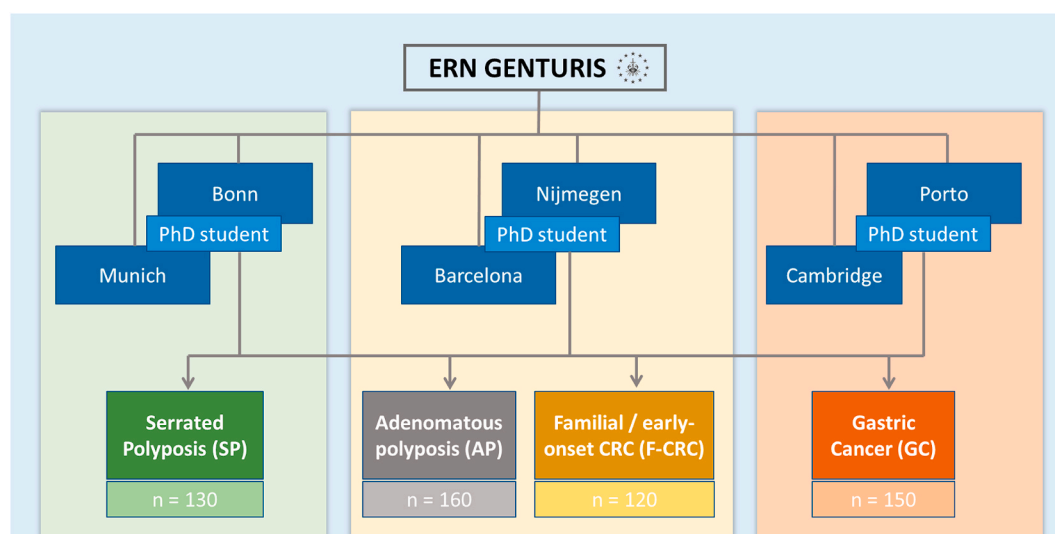 ERN GENTURIS
Bonn
PhD student
Munich
Nijmegen
PhD student
Barcelona
Porto
PhD student
Cambridge
Serrated
Polyposis (SP)
n = 130
Adenomatous
polyposis (AP)
n = 160
Familial / early-
onset CRC (F-CRC)
n = 120
Gastric
Cancer (GC)
n = 150